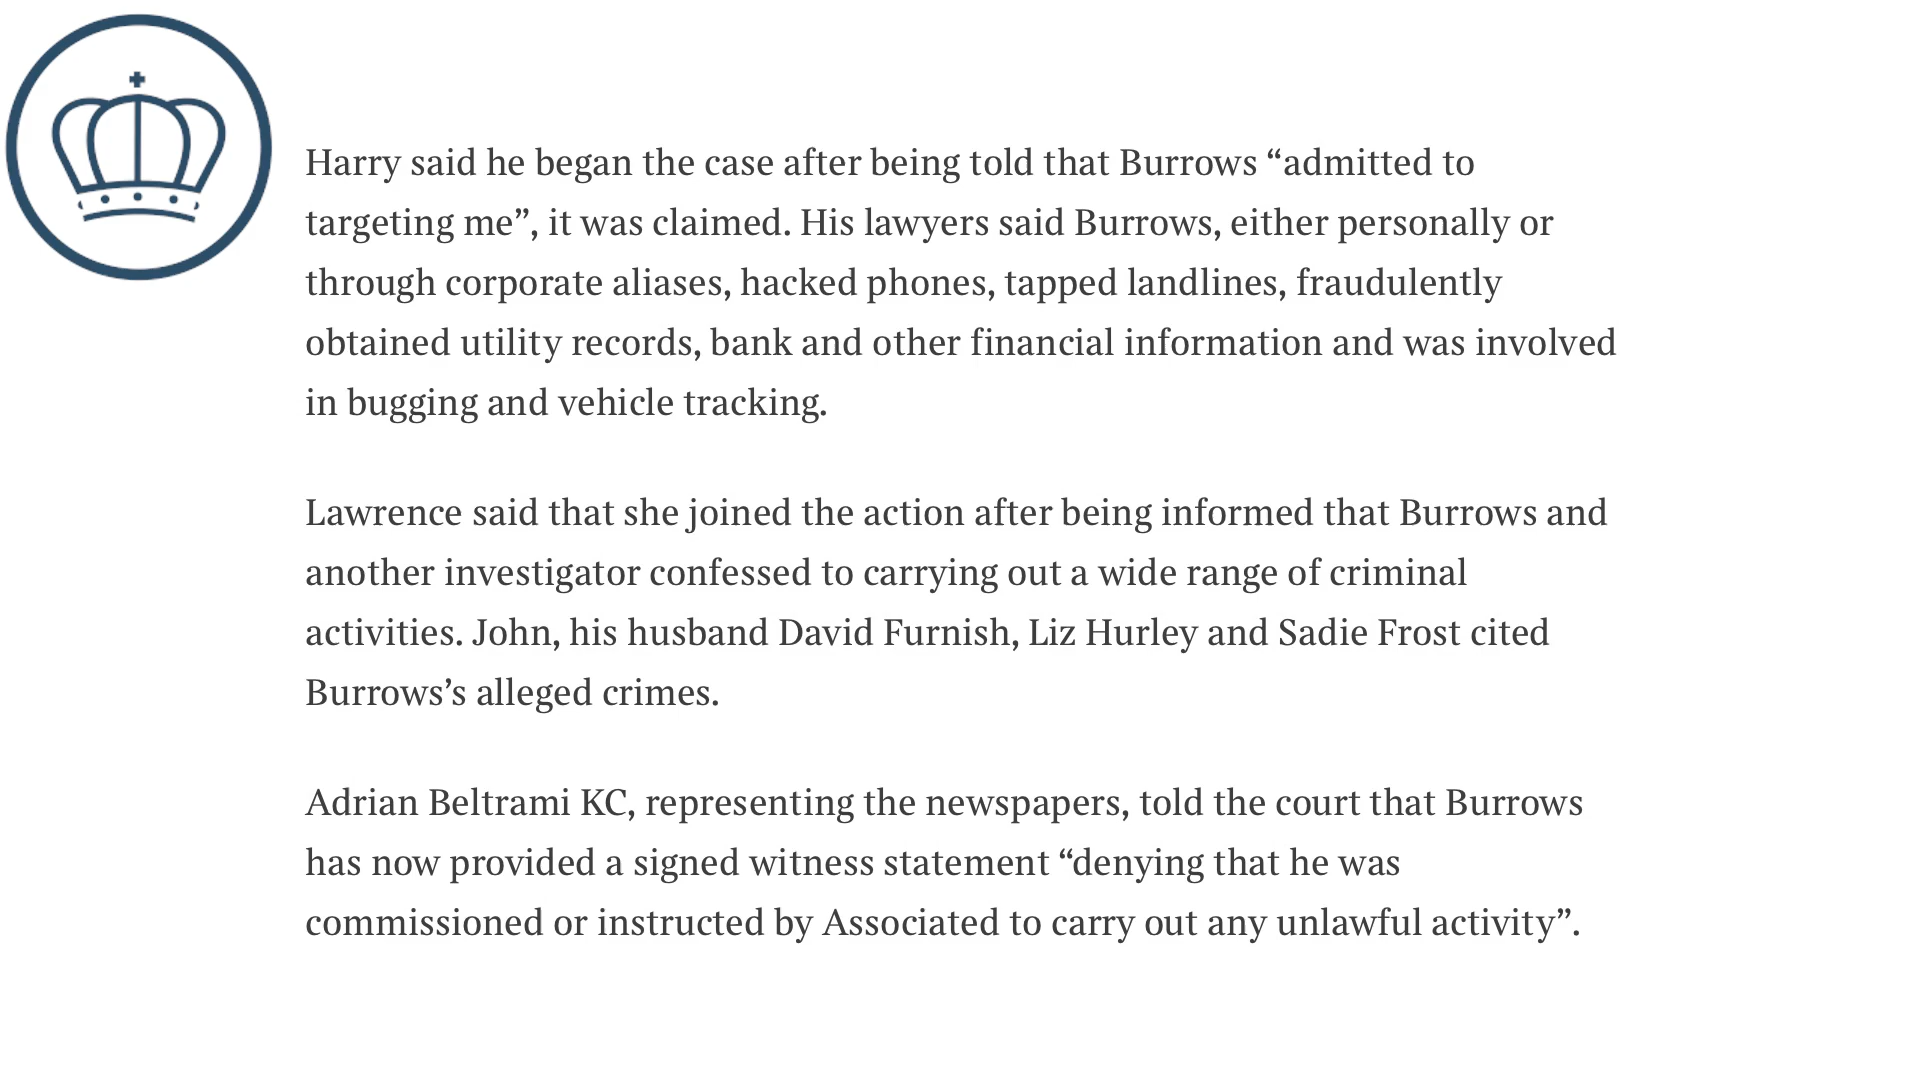 Harry said he began the case after being told that Burrows “admitted to
targeting me”, it was claimed. His lawyers said Burrows, either personally or
through corporate aliases, hacked phones, tapped landlines, fraudulently
obtained utility records, bank and other financial information and was involved
in bugging and vehicle tracking.
Lawrence said that she joined the action after being informed that Burrows and
another investigator confessed to carrying out a wide range of criminal
activities. John, his husband David Furnish, Liz Hurley and Sadie Frost cited
Burrows’s alleged crimes.
Adrian Beltrami KC, representing the newspapers, told the court that Burrows
has now provided a signed witness statement “denying that he was
commissioned or instructed by Associated to carry out any unlawful activity”.